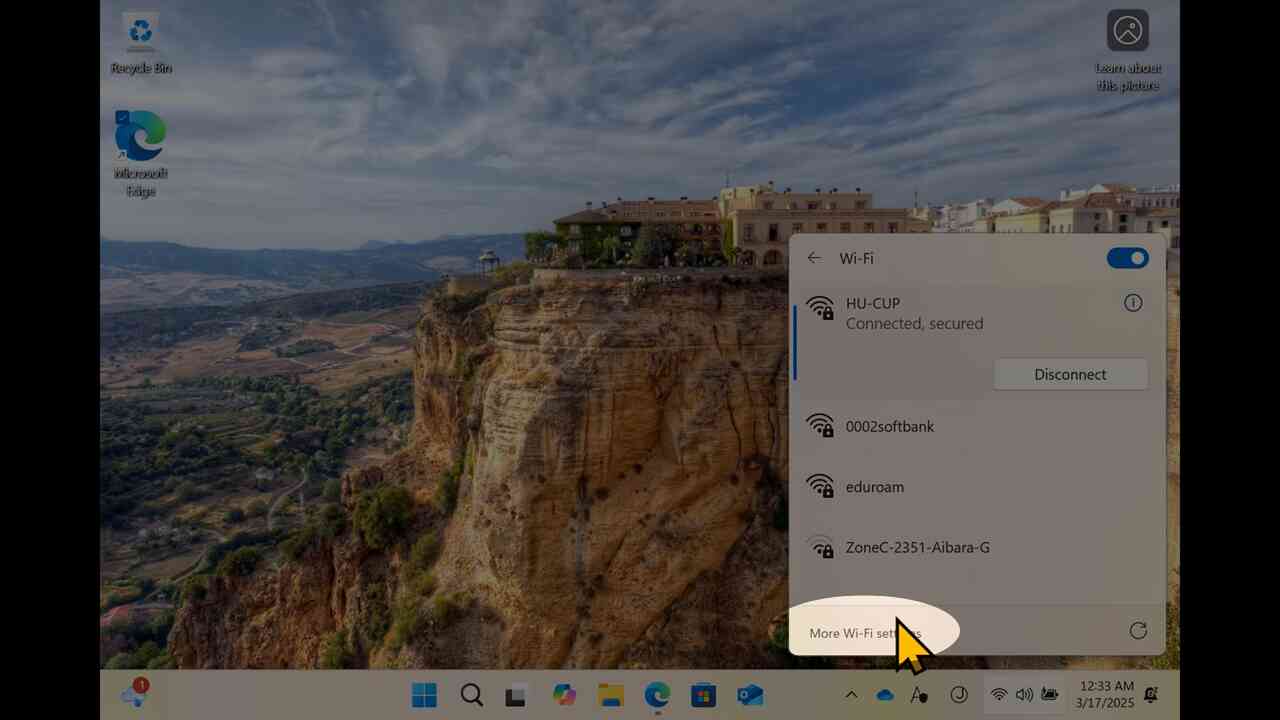 Recycle Bin
Learn about
this picture
Microsoft
Edge
Wi-Fi
HU-CUP
Connected, secured
Disconnect
0002softbank
eduroam
ZoneC-2351-Aibara-G
More Wi-Fi settings
1
A
J
12:33 AM
3/17/2025